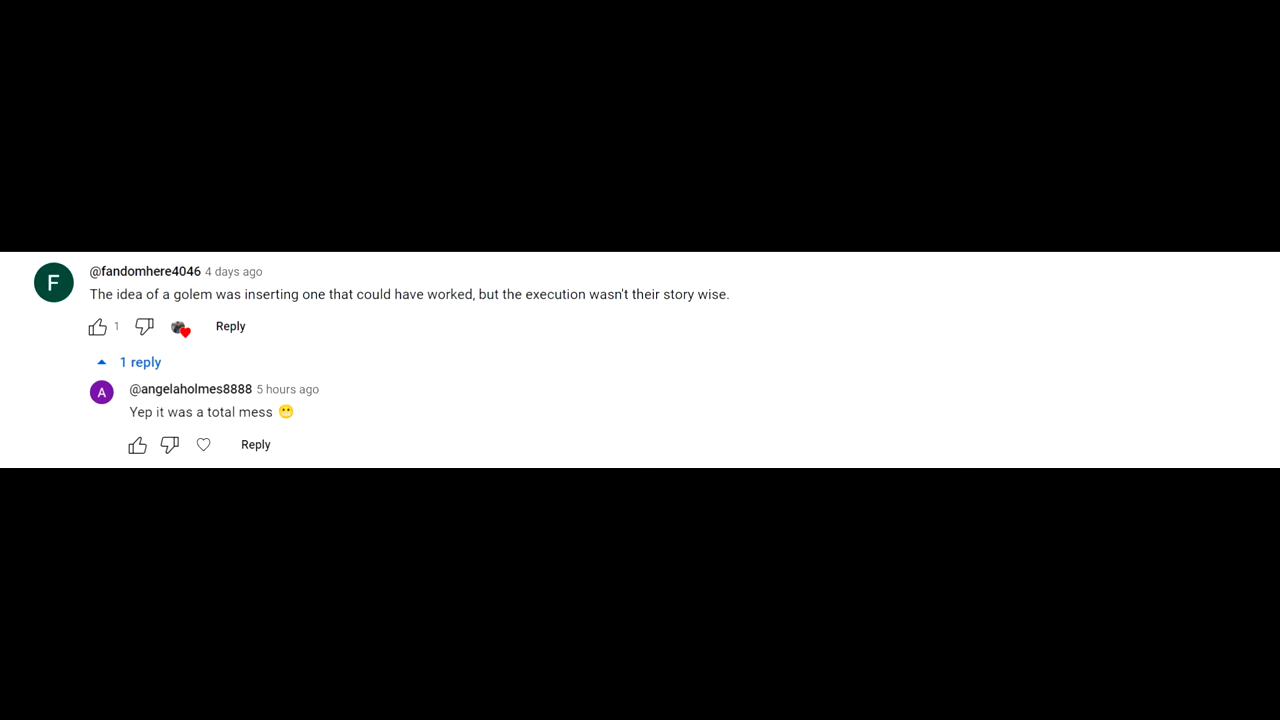 F
@fandomhere4046 4 days ago
The idea of a golem was inserting one that could have worked, but the execution wasn't their story wise.
1 Reply
1 reply
A
@angelaholmes8888 5 hours ago
Yep it was a total mess 😬
Reply